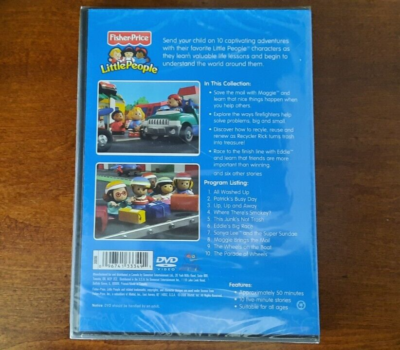 Fisher-Price
Little People
Send your child on 10 captivating adventures
with their favorite Little People characters as
they learn valuable life lessons and begin to
understand the world around them.
In This Collection:
• Save the mail with Maggie™ and
learn that nice things happen when
you help others.
• Explore the ways firefighters help
solve problems, big and small.
• Discover how to recycle, reuse and
renew as Recycler Rick turns trash
into treasure!
• Race to the finish line with Eddie™
and learn that friends are more
important than winning.
and six other stories.
Program Listing:
1. All Washed Up
2. Patrick's Busy Day
3. Up, Up and Away
4. Where There's Smoke?
5. This Junk's Not Trash
6. Eddie's Big Race
7. Sonya Lee and the Super Service
8. Maggie Brings the Mail
9. The Wheels on the Road
10. The Parade of Wheels
DVD
VIDEO
Features:
• Approximately 50 minutes
• 10 five-minute stories
• Suitable for all ages